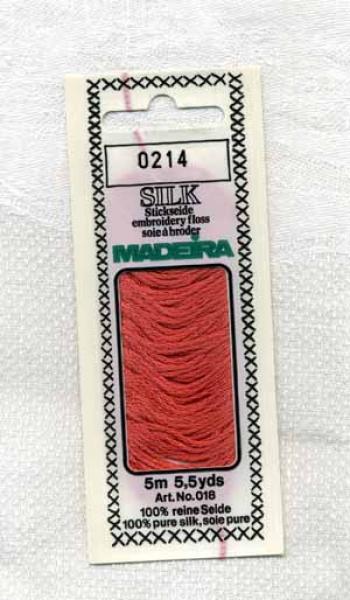 0214
SILK
Stickseide
embroidery floss
soie à broder
MADEIRA
5m 5,5yds
Art. No. 018
100% reine Seide
100% pure silk, soie pure